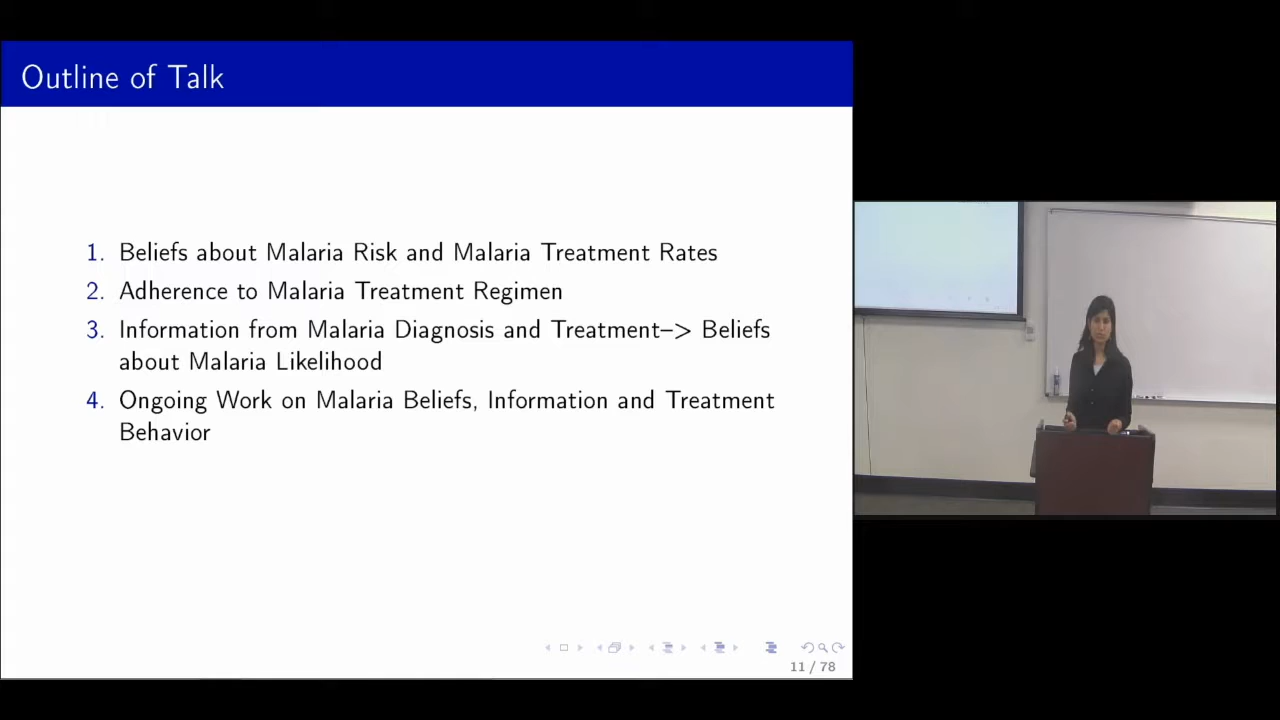 Outline of Talk
1. Beliefs about Malaria Risk and Malaria Treatment Rates
2. Adherence to Malaria Treatment Regimen
3. Information from Malaria Diagnosis and Treatment–> Beliefs
about Malaria Likelihood
4. Ongoing Work on Malaria Beliefs, Information and Treatment
Behavior
11 / 78